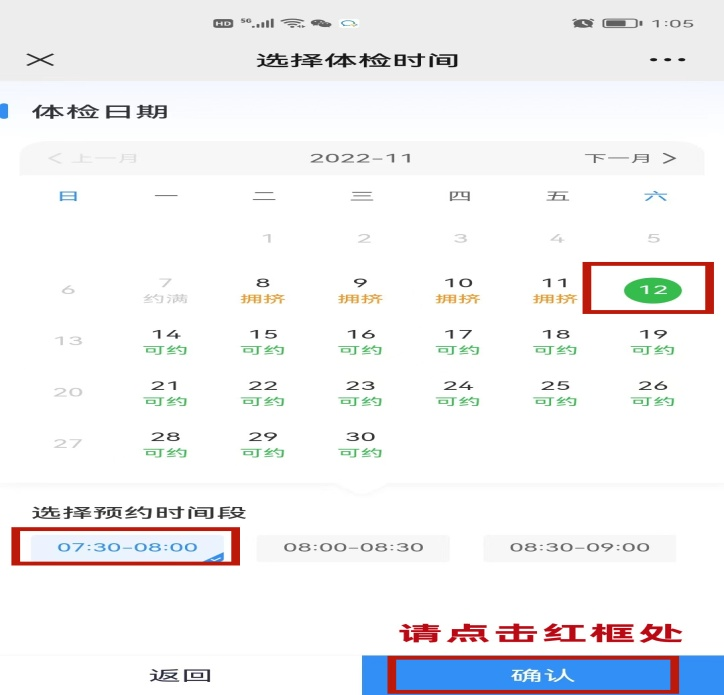 HD 5G 1:05
选择体检时间
体检日期
< 上一月 2022-11 下一月 >
日 一 二 三 四 五 六
1 2 3 4 5
6 7 8 9 10 11 12
约满 拥挤 拥挤 拥挤 拥挤
13 14 15 16 17 18 19
可约 可约 可约 可约 可约 可约
20 21 22 23 24 25 26
可约 可约 可约 可约 可约 可约
27 28 29 30
可约 可约 可约
选择预约时间段
07:30-08:00 08:00-08:30 08:30-09:00
请点击红框处
返回 确认